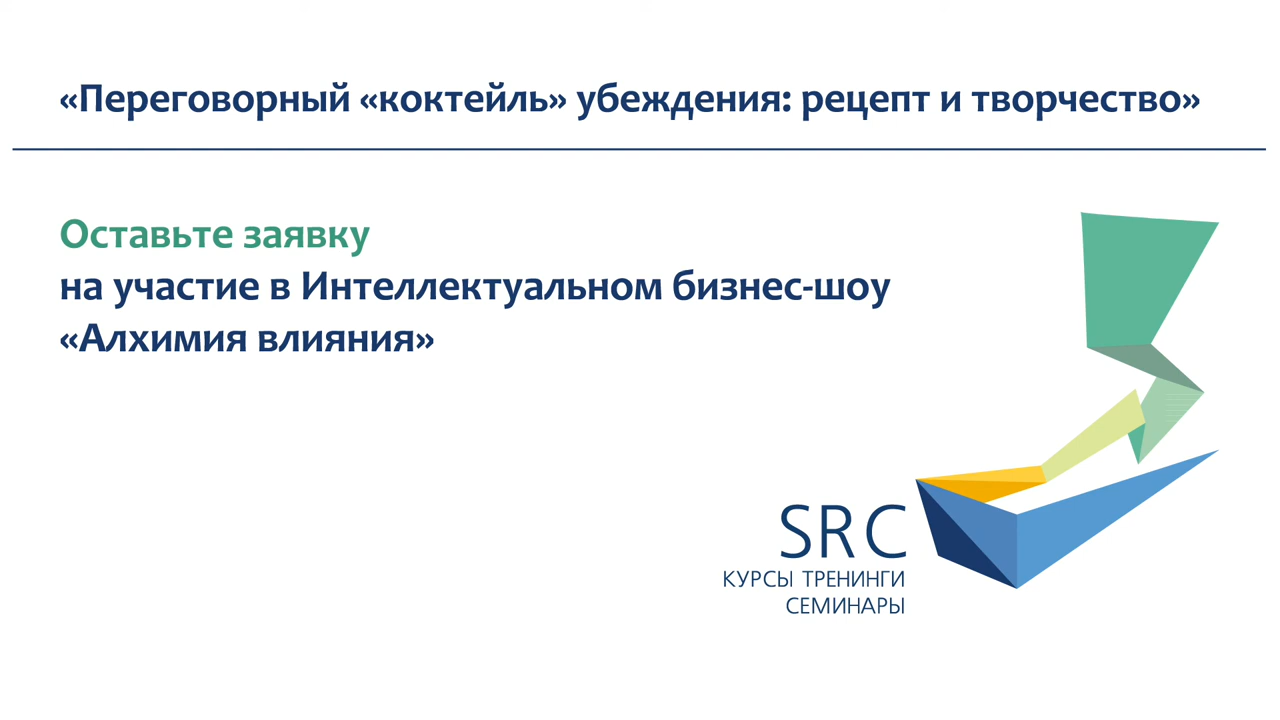 «Переговорный «коктейль» убеждения: рецепт и творчество»
Оставьте заявку
на участие в Интеллектуальном бизнес-шоу
«Алхимия влияния»
SRC
КУРСЫ ТРЕНИНГИ
СЕМИНАРЫ